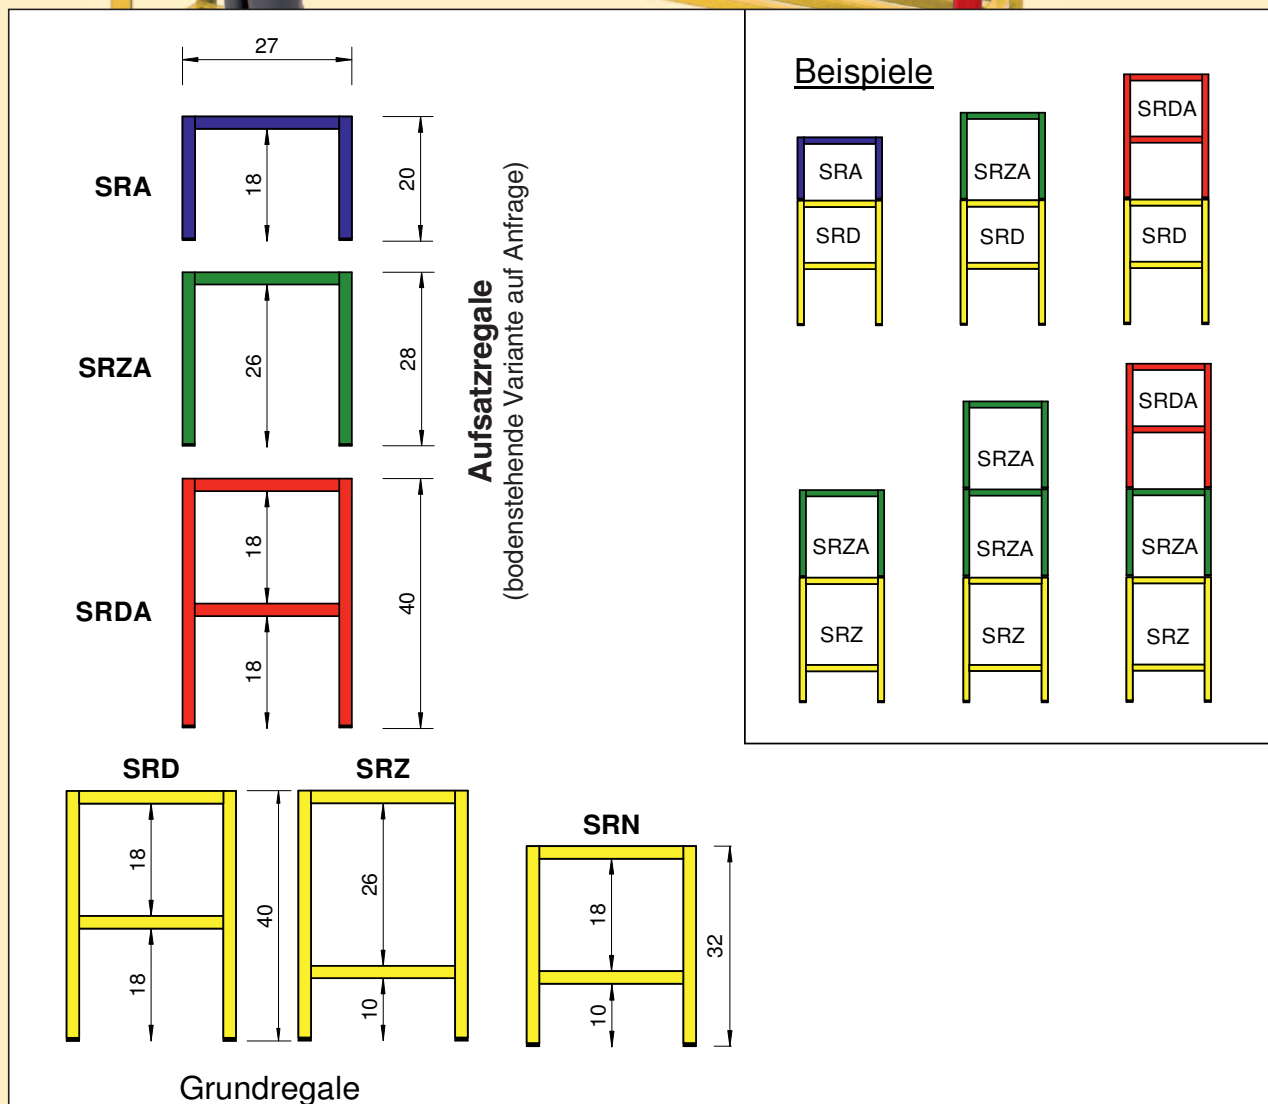 27
SRA
18
20
SRZA
26
28
SRDA
18
18
40
Aufsatzregale
(bodenstehende Variante auf Anfrage)
Beispiele
SRA
SRD
SRZA
SRD
SRDA
SRD
SRZA
SRZ
SRZA
SRZA
SRZ
SRDA
SRZA
SRZ
SRD
18
18
40
SRZ
26
10
SRN
18
10
32
Grundregale